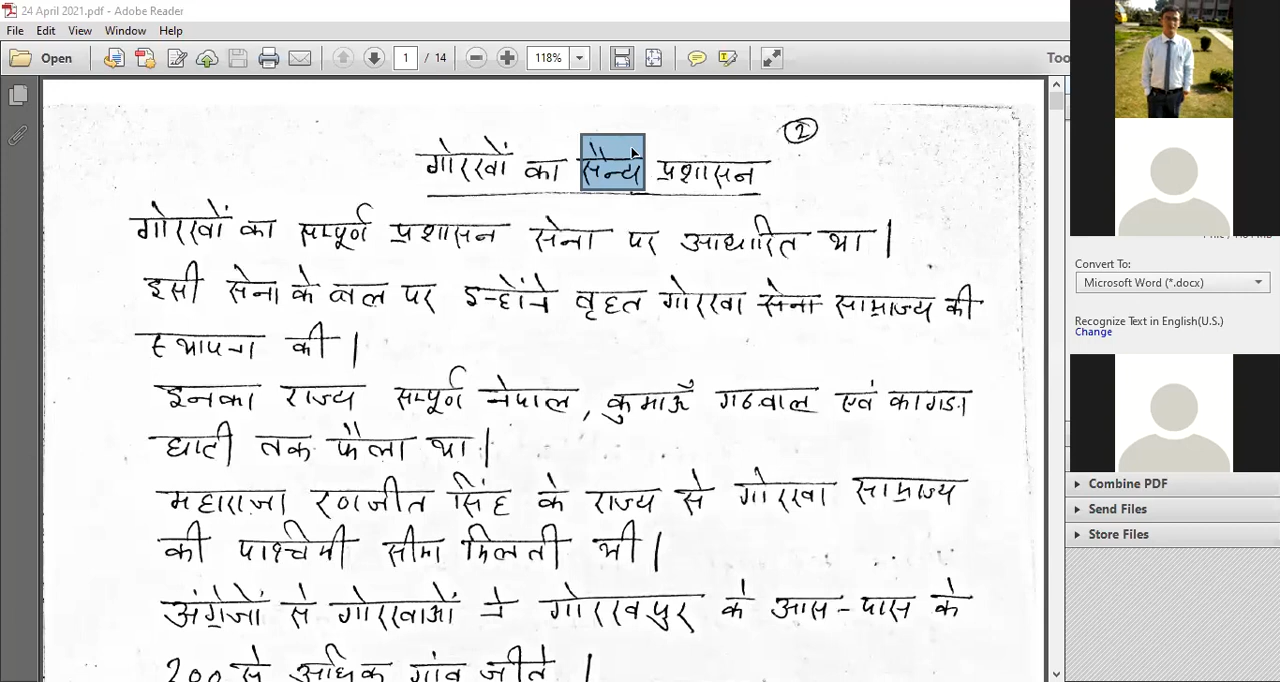 24 April 2021.pdf - Adobe Reader
File Edit View Window Help
Open 1 / 14 118% Too
②
गोरखों का सैन्य प्रशासन
गोरखों का सम्पूर्ण प्रशासन सेना पर आधारित था |
इसी सेना के बल पर इन्होंने वृहत गोरखा सेना साम्राज्य की
स्थापना की |
इनका राज्य सम्पूर्ण नेपाल, कुमाऊँ गढवाल एवं कागडा
घाटी तक फैला था |
महाराजा रणजीत सिंह के राज्य से गोरखा साम्राज्य
की पश्चिमी सीमा मिलती थी |
अंग्रेजों से गोरखाओं ने गोरखपुर के आस-पास के
200 से अधिक गांव जीते |
Convert To:
Microsoft Word (*.docx)
Recognize Text in English(U.S.)
Change
Combine PDF
Send Files
Store Files